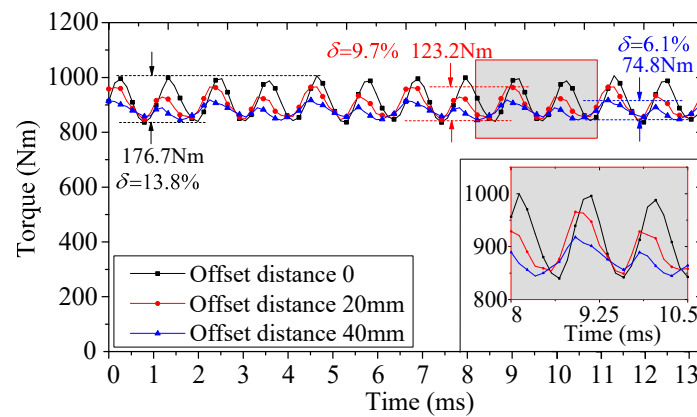 1200
1000
800
600
400
200
0
Torque (Nm)
δ=9.7% 123.2Nm
δ=6.1%
74.8Nm
176.7Nm
δ=13.8%
Offset distance 0
Offset distance 20mm
Offset distance 40mm
1000
900
800
8 9.25 10.5
Time (ms)
0 1 2 3 4 5 6 7 8 9 10 11 12 13
Time (ms)